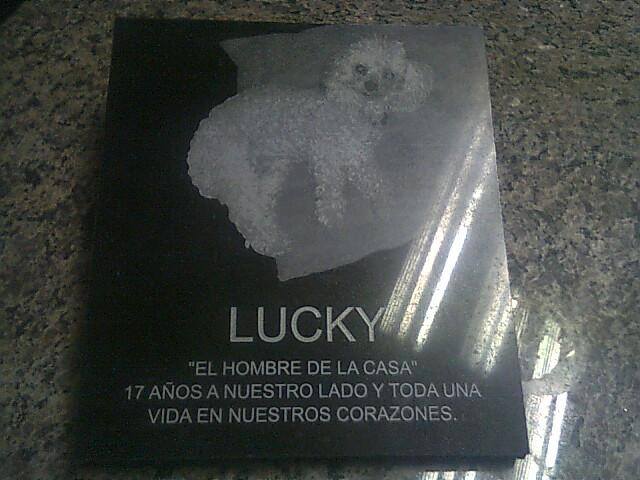 LUCKY
"EL HOMBRE DE LA CASA"
17 AÑOS A NUESTRO LADO Y TODA UNA
VIDA EN NUESTROS CORAZONES.